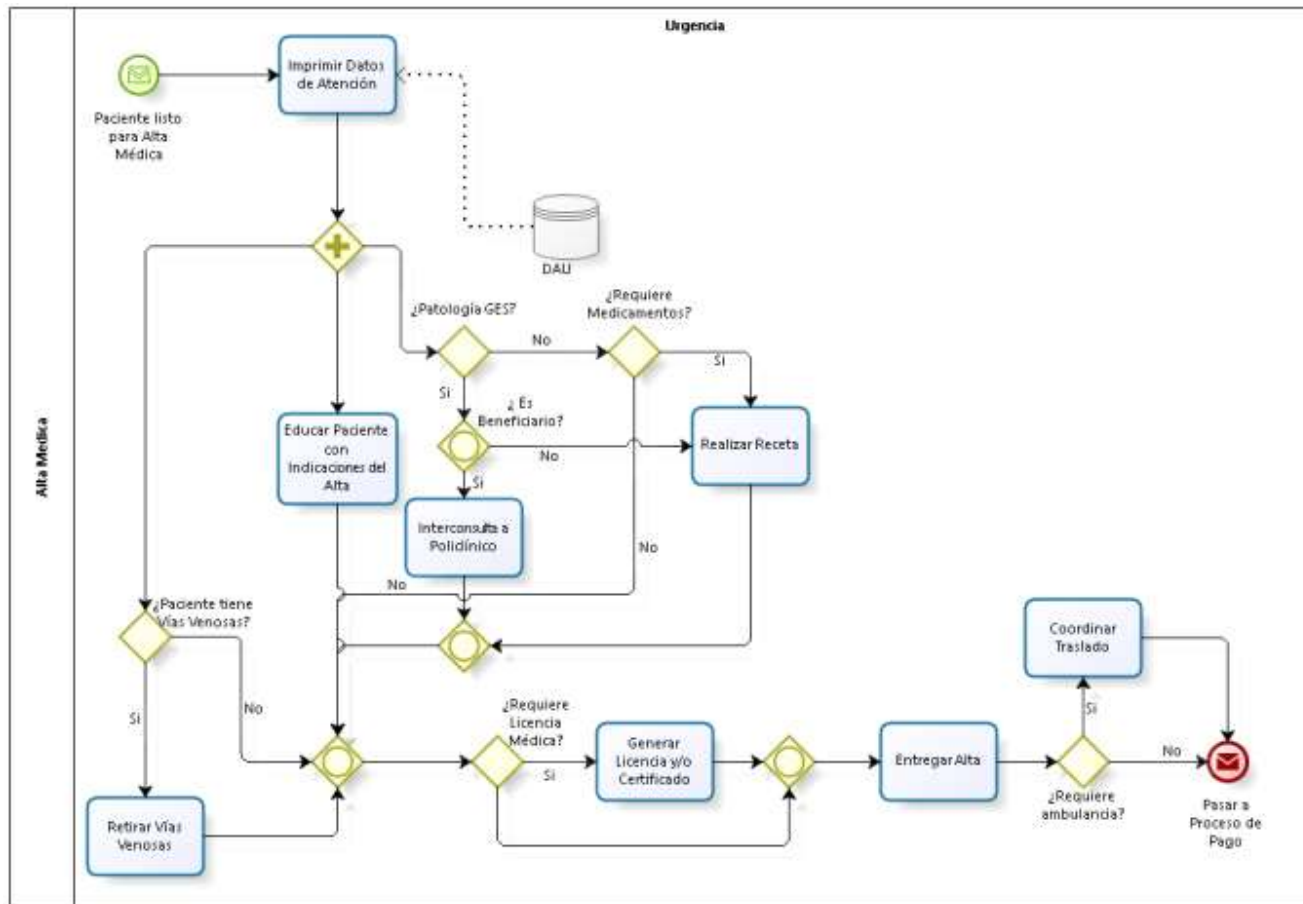 Urgencia
Alta Medica
Imprimir Datos
de Atención
Paciente listo
para Alta
Médica
DAU
¿Patología GES?
¿Requiere
Medicamentos?
No
Si
Si
¿ Es
Beneficiario?
No
Si
Realizar Receta
Educar Paciente
con
Indicaciones del
Alta
Interconsulta a
Policlínico
No
No
¿Paciente tiene
Vías Venosas?
Si
No
Retirar Vías
Venosas
¿Requiere
Licencia
Médica?
Si
Generar
Licencia y/o
Certificado
Entregar Alta
Coordinar
Traslado
Si
No
¿Requiere
ambulancia?
Pasar a
Proceso de
Pago